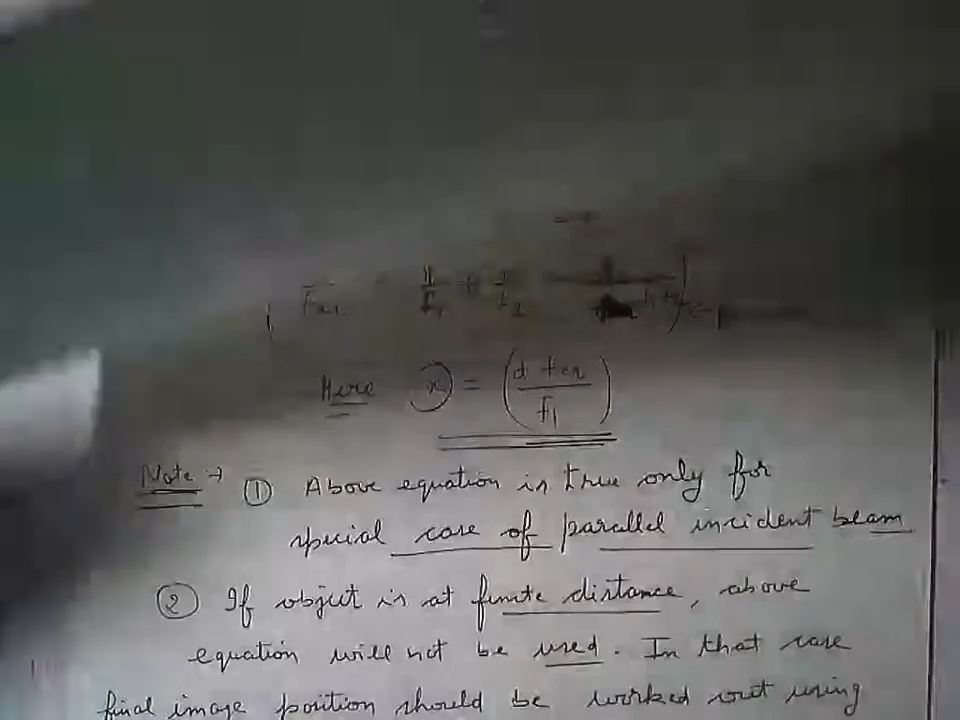 Here x = (d feq / f1)
Note :→ ① Above equation is true only for
special case of parallel incident beam
② If object is at finite distance, above
equation will not be used. In that case
final image position should be worked out using